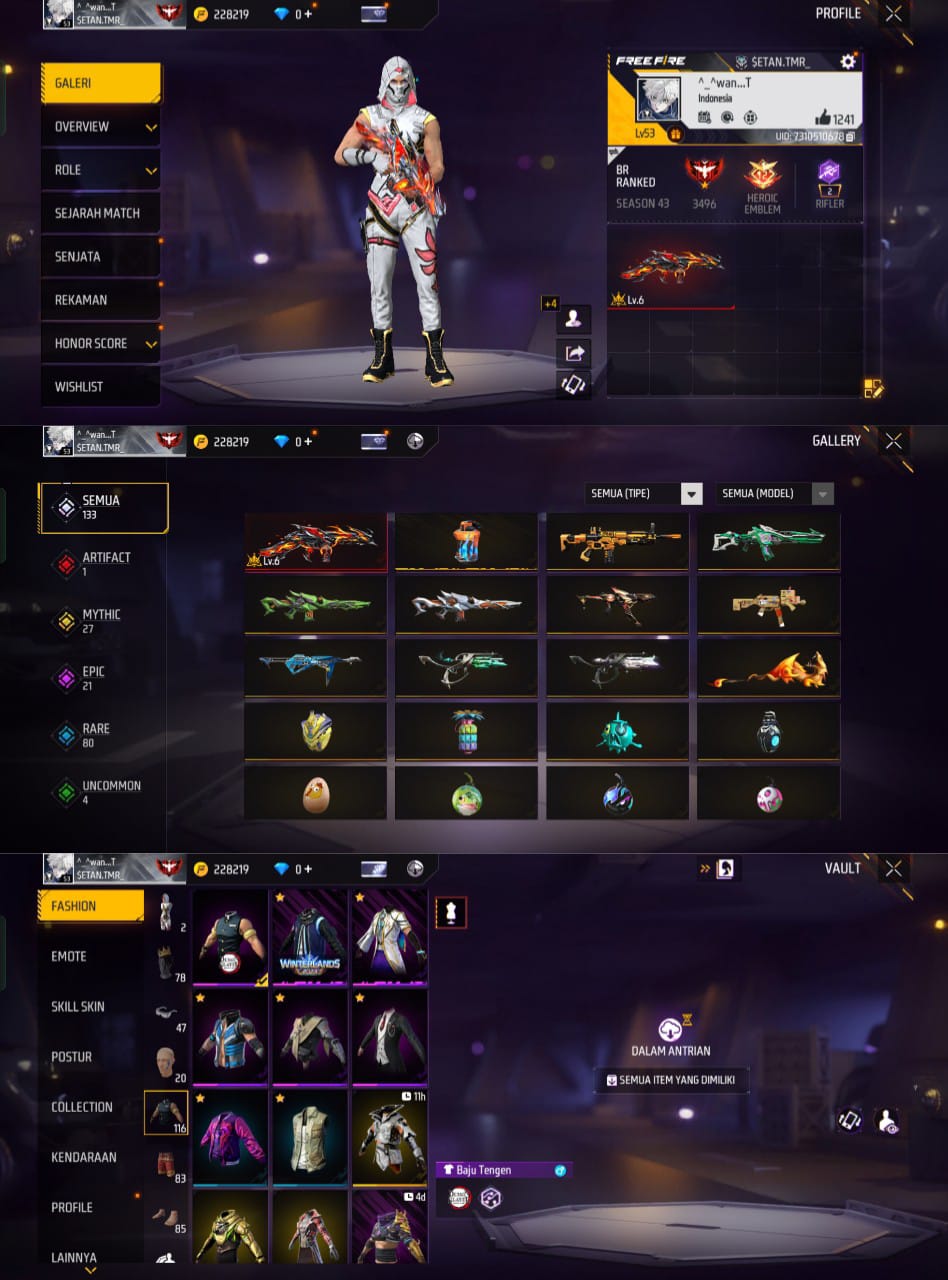 ^_^wan...T
$ETAN.TMR_
53
228219
0 +
PROFILE
GALERI
OVERVIEW
ROLE
SEJARAH MATCH
SENJATA
REKAMAN
HONOR SCORE
WISHLIST
+4
FREE FIRE
$ETAN.TMR_
^_^wan...T
Indonesia
1241
Lv53
UID: 7310510678
BR
RANKED
SEASON 43
3496
HEROIC
EMBLEM
2
RIFLER
Lv.6
^_^wan...T
$ETAN.TMR_
53
228219
0 +
GALLERY
SEMUA
133
ARTIFACT
1
MYTHIC
27
EPIC
21
RARE
80
UNCOMMON
4
SEMUA (TIPE)
SEMUA (MODEL)
Lv.6
^_^wan...T
$ETAN.TMR_
53
228219
0 +
VAULT
FASHION
EMOTE
SKILL SKIN
POSTUR
COLLECTION
KENDARAAN
PROFILE
LAINNYA
2
78
47
20
116
83
85
WINTERLANDS
11h
4d
DALAM ANTRIAN
SEMUA ITEM YANG DIMILIKI
Baju Tengen